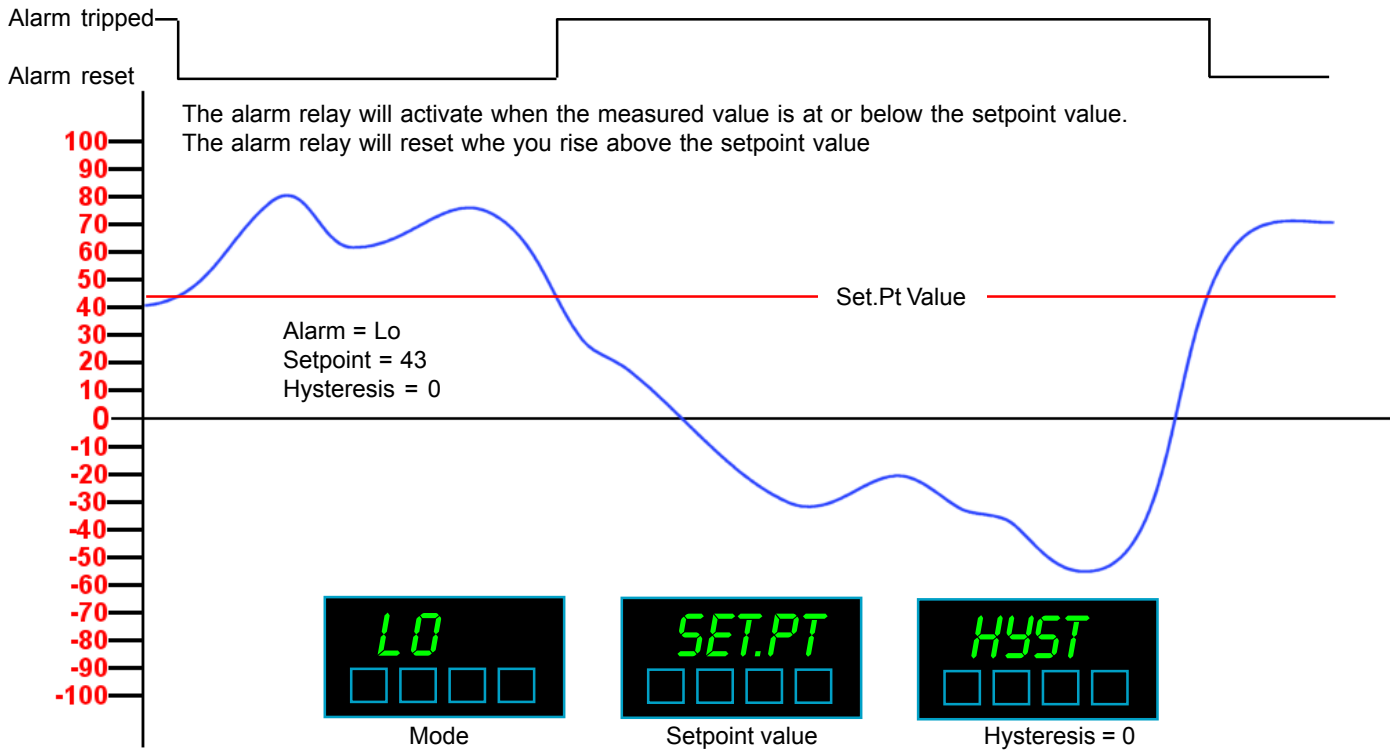 Alarm tripped
Alarm reset
The alarm relay will activate when the measured value is at or below the setpoint value.
The alarm relay will reset whe you rise above the setpoint value
100
90
80
70
60
50
40
30
20
10
0
-10
-20
-30
-40
-50
-60
-70
-80
-90
-100
Set.Pt Value
Alarm = Lo
Setpoint = 43
Hysteresis = 0
LO
SET.PT
HYST
Mode
Setpoint value
Hysteresis = 0